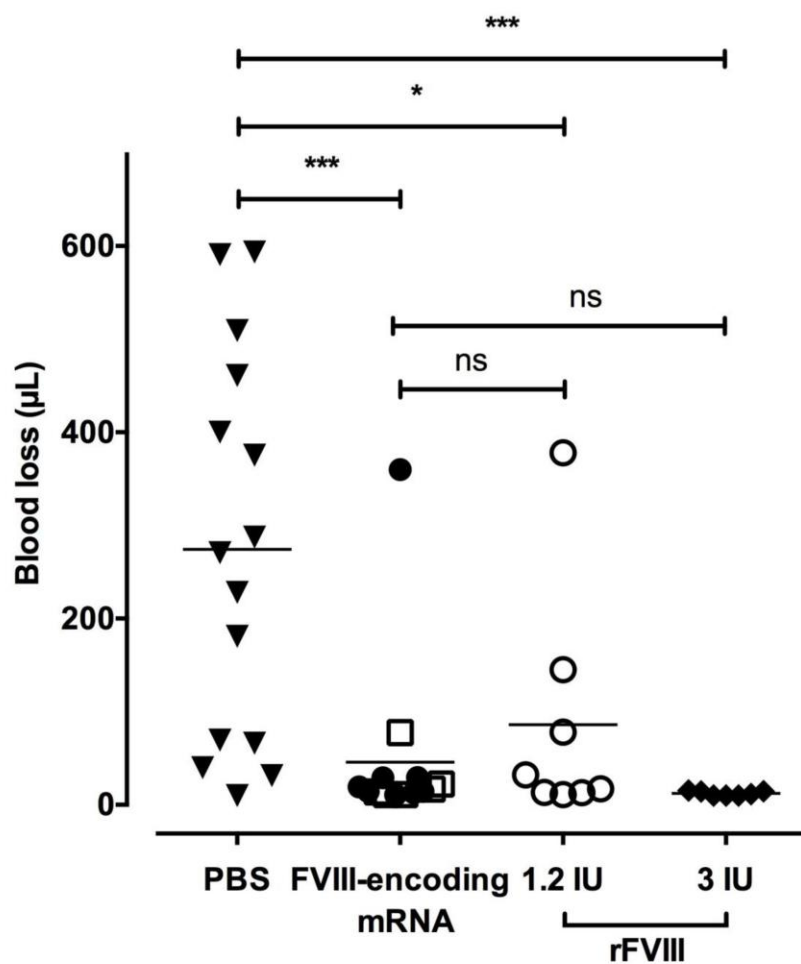 ***
*
***
600
ns
ns
400
200
0
Blood loss (µL)
PBS FVIII-encoding 1.2 IU 3 IU
mRNA
rFVIII